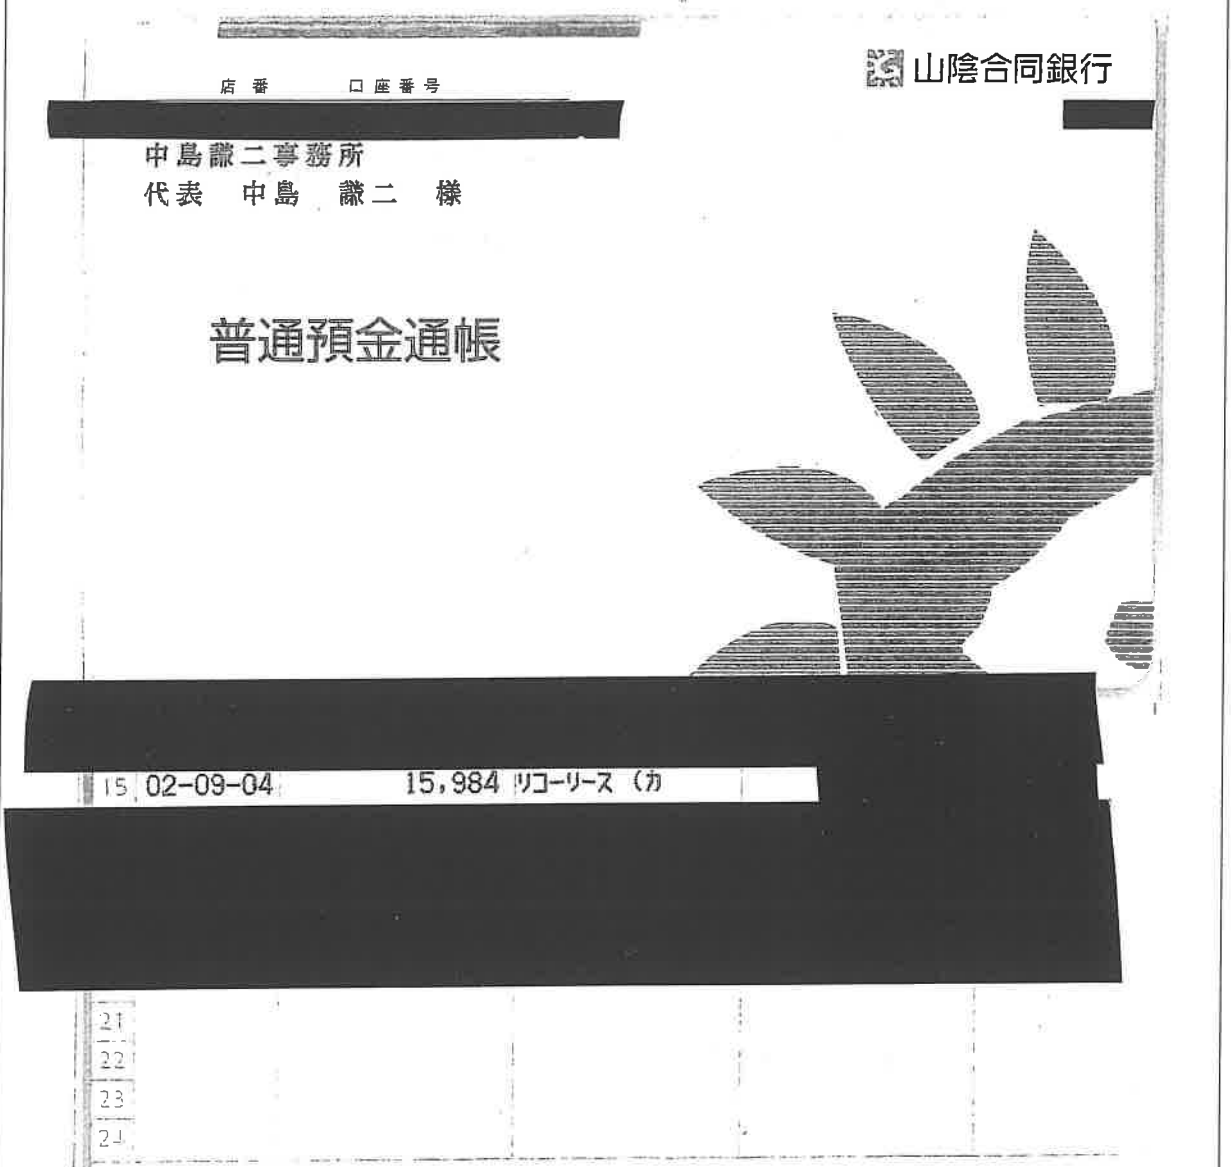 山陰合同銀行
店番 口座番号
中島謙二事務所
代表 中島 謙二 様
普通預金通帳
15 02-09-04 15,984 リコーリース (カ
21
22
23
24